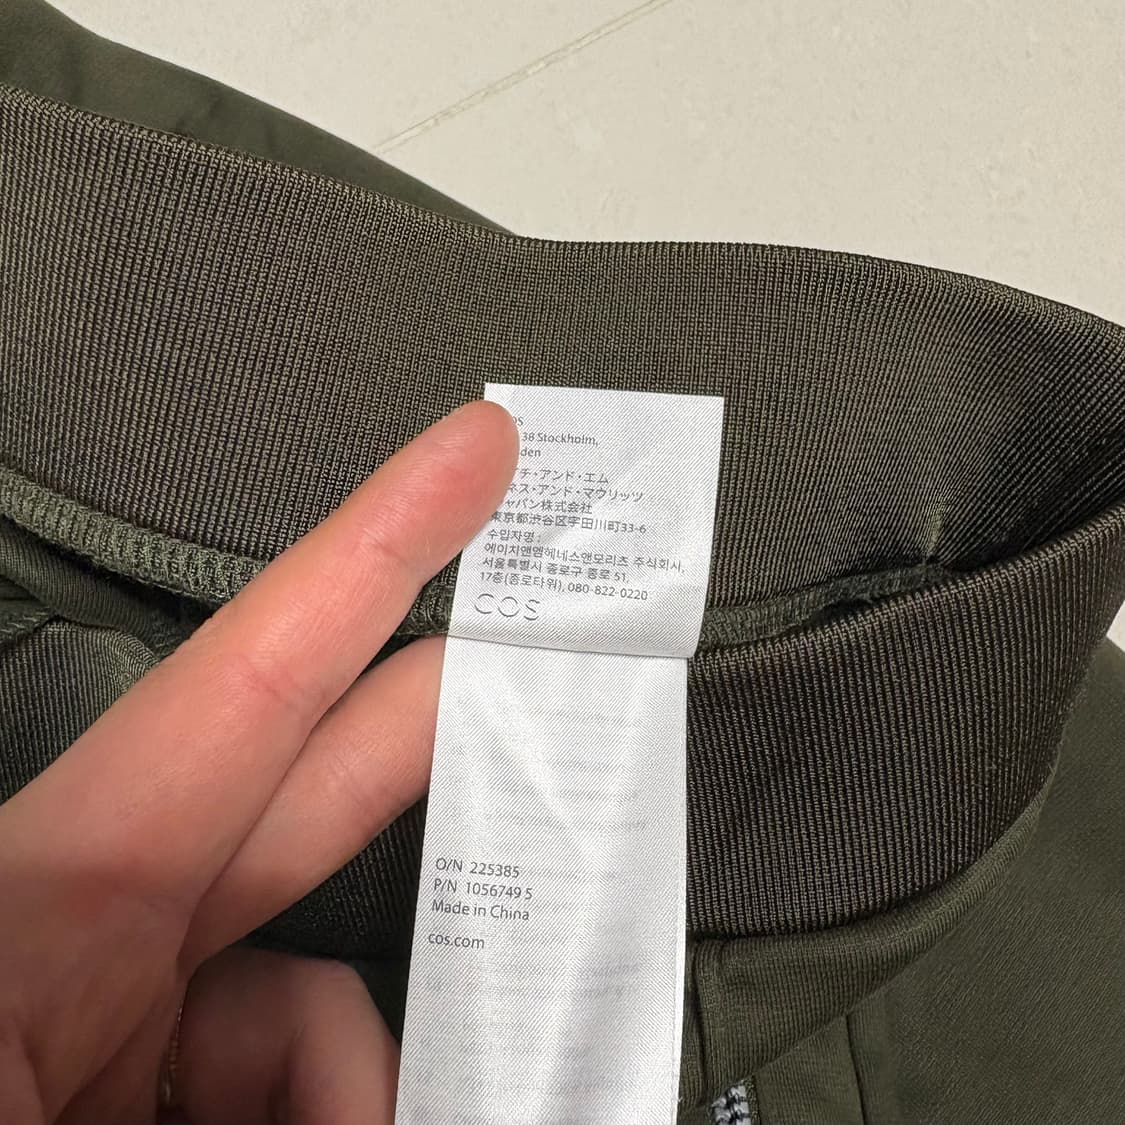 38 Stockholm,
チ・アンド・エム
ネス・アンド・マウリッツ
ャパン株式会社
東京都渋谷区宇田川町33-6
수입자명 :
에이치앤엠헤네스앤모리츠 주식회사,
서울특별시 종로구 종로 51,
17층(종로타워), 080-822-0220
COS
O/N 225385
P/N 1056749 5
Made in China
cos.com